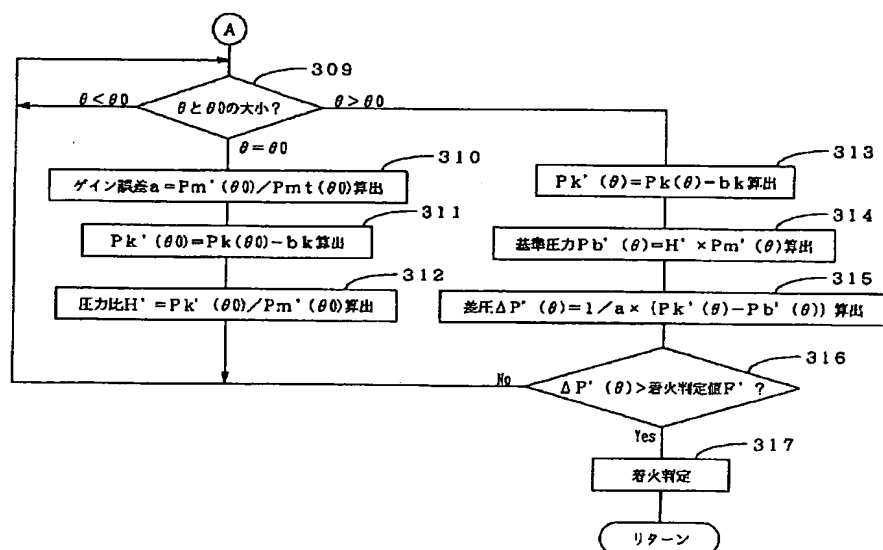 A
309
θ<θ0
θとθ0の大小?
θ>θ0
θ=θ0
310
ゲイン誤差a=Pm'(θ0)/Pmt(θ0)算出
311
Pk'(θ0)=Pk(θ0)-bk算出
312
圧力比H'=Pk'(θ0)/Pm'(θ0)算出
313
Pk'(θ)=Pk(θ)-bk算出
314
基準圧力Pb'(θ)=H'×Pm'(θ)算出
315
差圧ΔP'(θ)=1/a×{Pk'(θ)-Pb'(θ)}算出
316
No
ΔP'(θ)>着火判定値F'?
Yes
317
着火判定
リターン